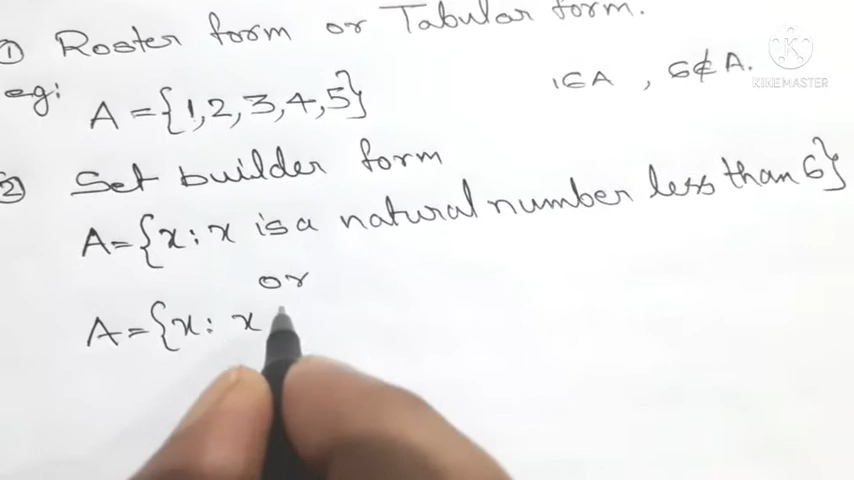 ① Roster form or Tabular form.
eg: A = {1,2,3,4,5} 1∈A , 6∉A.
② Set builder form
A={x: x is a natural number less than 6}
or
A={x: x
KINEMASTER